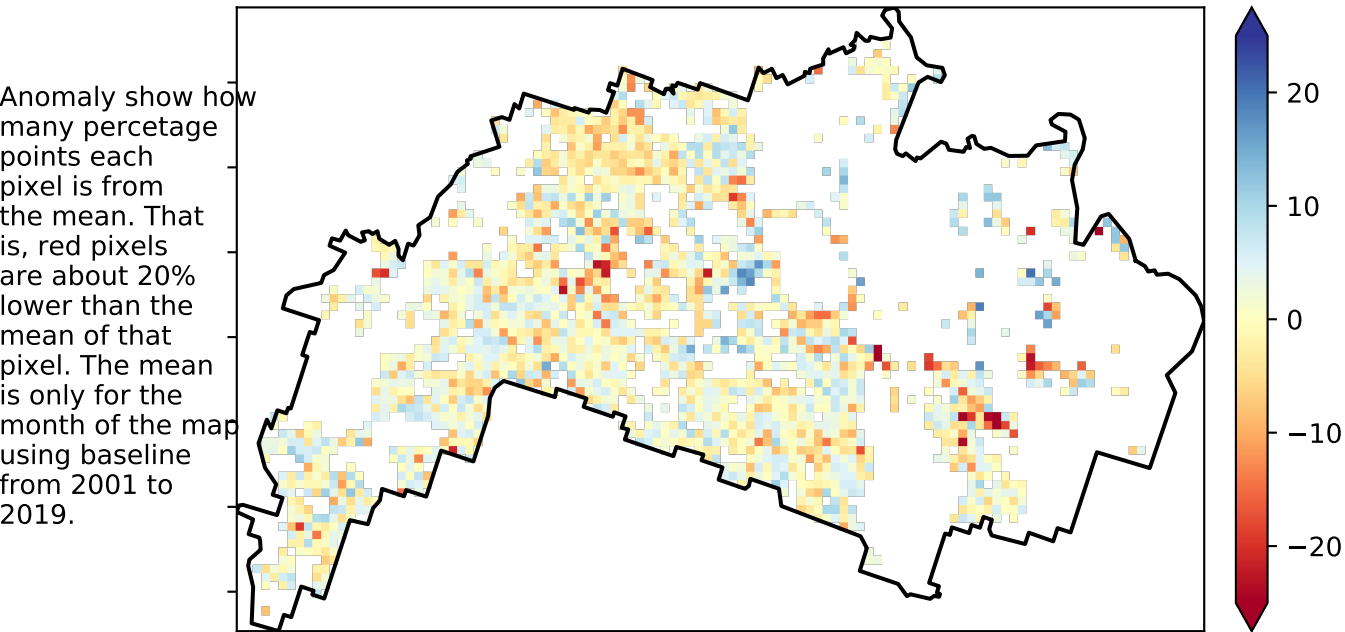 Anomaly show how
many percetage
points each
pixel is from
the mean. That
is, red pixels
are about 20%
lower than the
mean of that
pixel. The mean
is only for the
month of the map
using baseline
from 2001 to
2019.
20
10
0
−10
−20